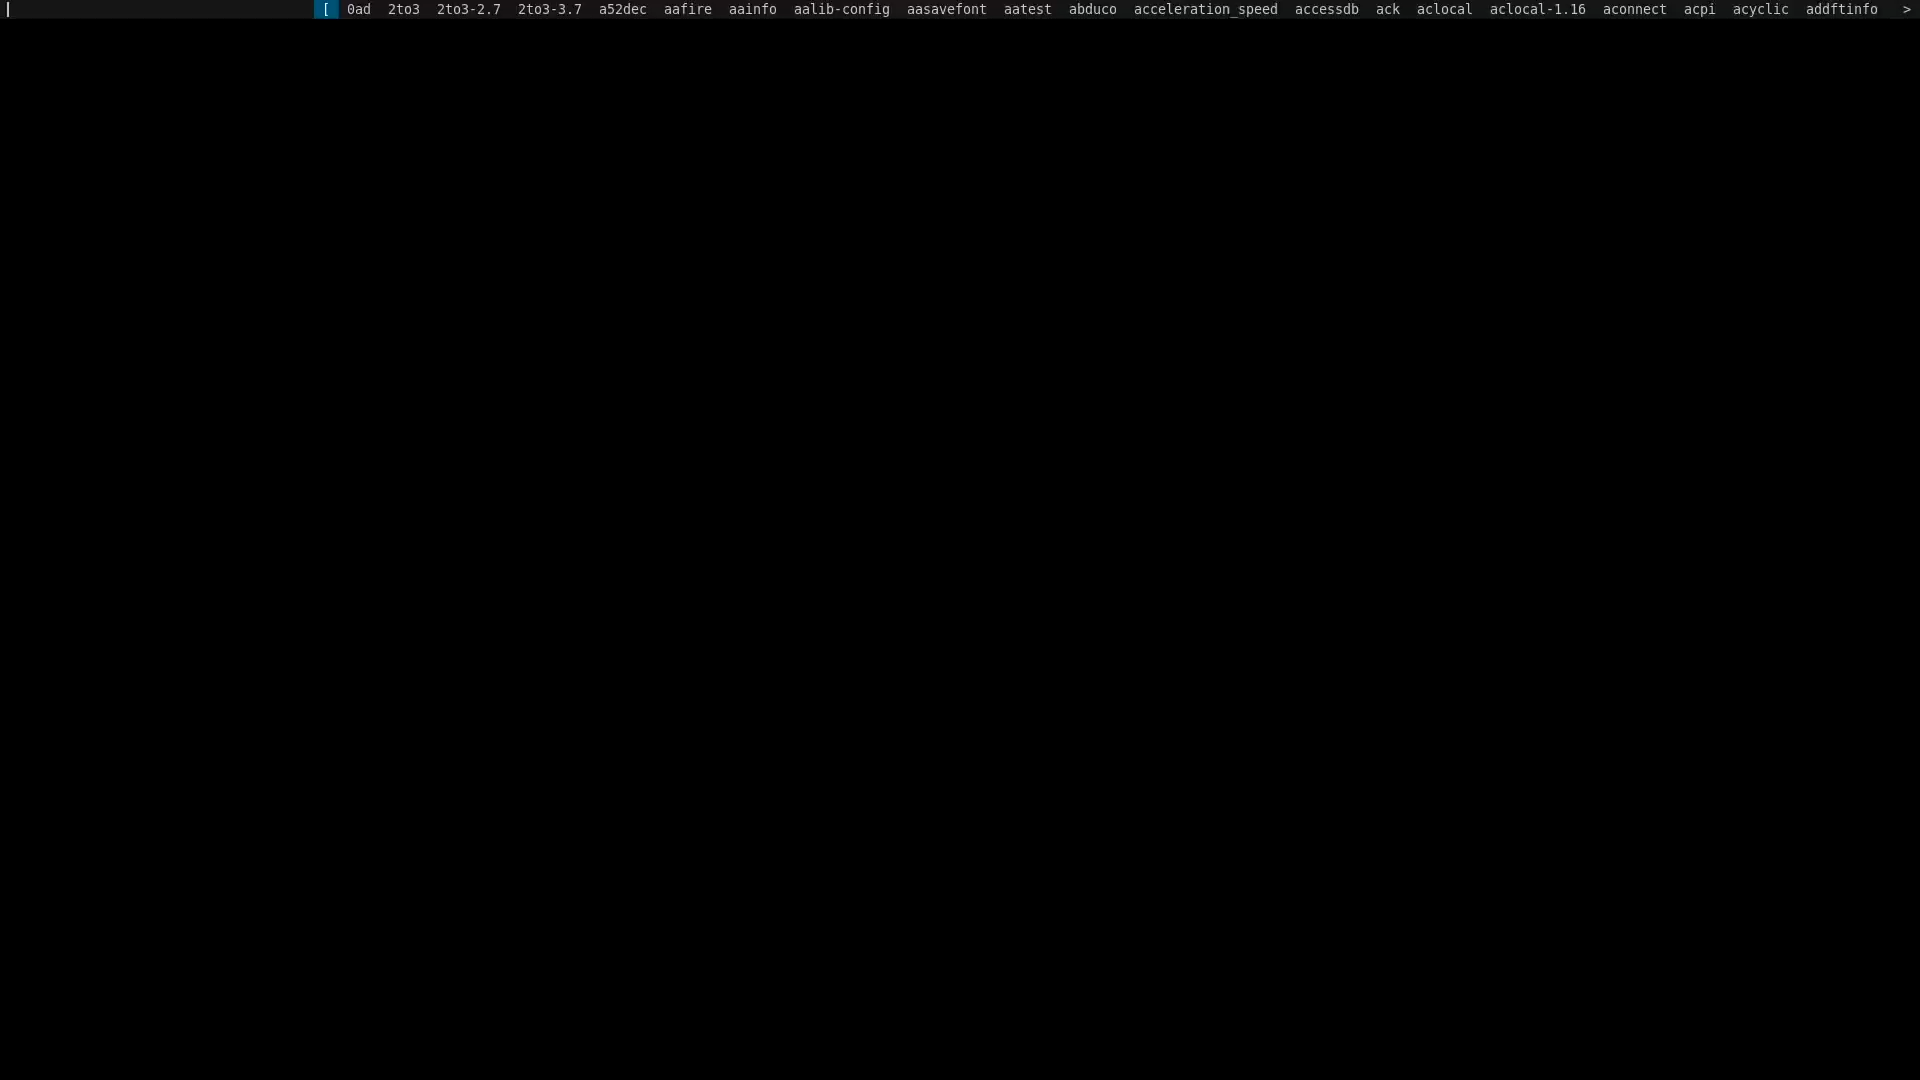 [ 0ad 2to3 2to3-2.7 2to3-3.7 a52dec aafire aainfo aalib-config aasavefont aatest abduco acceleration_speed accessdb ack aclocal aclocal-1.16 aconnect acpi acyclic addftinfo >